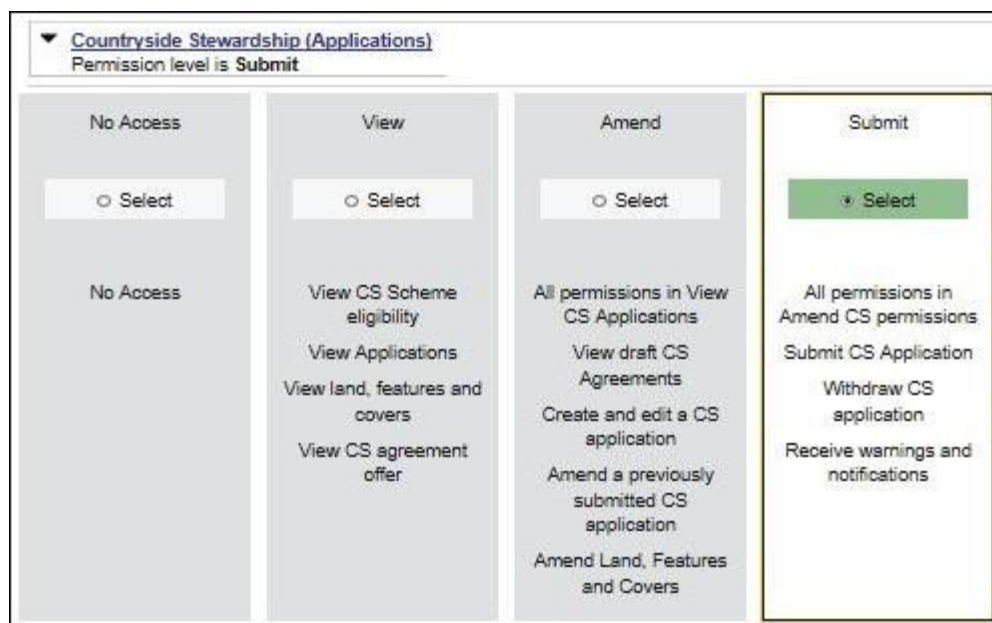 Countryside Stewardship (Applications)
Permission level is Submit
No Access
Select
No Access
View
Select
View CS Scheme
eligibility
View Applications
View land, features and
covers
View CS agreement
offer
Amend
Select
All permissions in View
CS Applications
View draft CS
Agreements
Create and edit a CS
application
Amend a previously
submitted CS
application
Amend Land, Features
and Covers
Submit
Select
All permissions in
Amend CS permissions
Submit CS Application
Withdraw CS
application
Receive warnings and
notifications